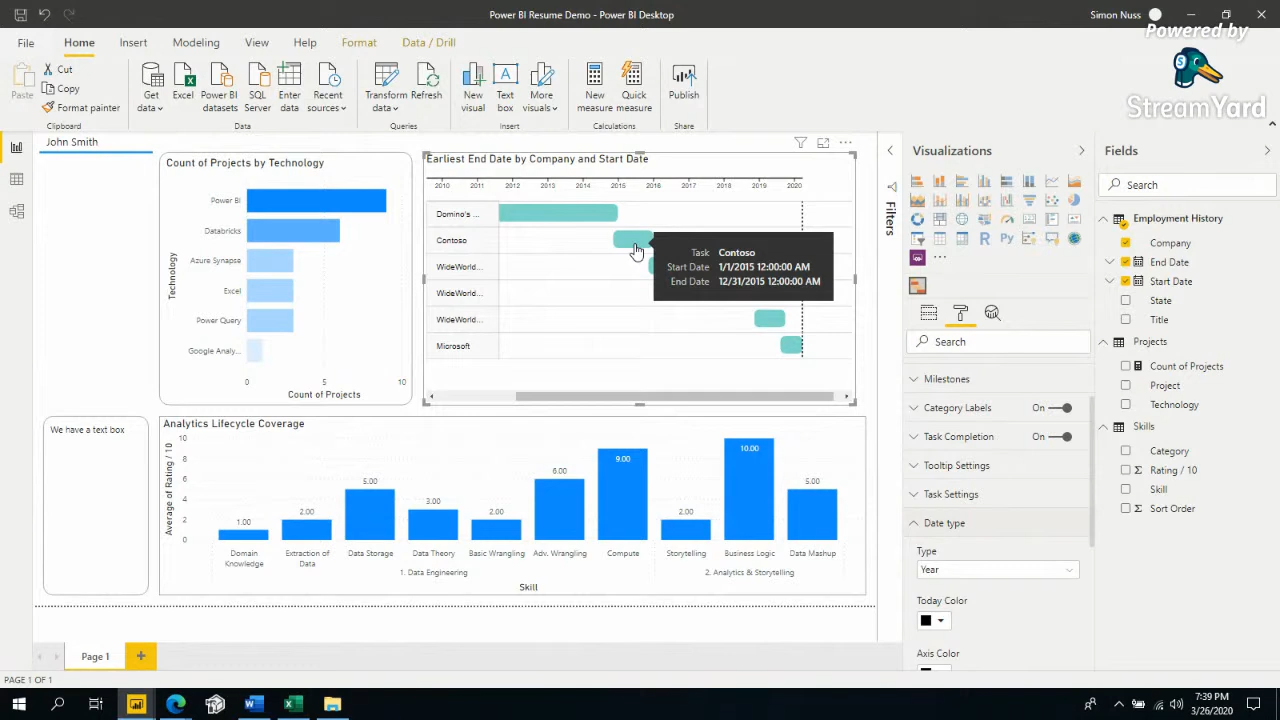 Power BI Resume Demo - Power BI Desktop
Simon Nuss
Powered by
StreamYard
File
Home
Insert
Modeling
View
Help
Format
Data / Drill
Paste
Cut
Copy
Format painter
Get data
Excel
Power BI datasets
SQL Server
Enter data
Recent sources
Transform data
Refresh
New visual
Text box
More visuals
New measure
Quick measure
Publish
Clipboard
Data
Queries
Insert
Calculations
Share
John Smith
Count of Projects by Technology
Technology
Power BI
Databricks
Azure Synapse
Excel
Power Query
Google Analy...
0
5
10
Count of Projects
Earliest End Date by Company and Start Date
2010 2011 2012 2013 2014 2015 2016 2017 2018 2019 2020
Domino's ...
Contoso
WideWorld...
WideWorld...
WideWorld...
Microsoft
Task Contoso
Start Date 1/1/2015 12:00:00 AM
End Date 12/31/2015 12:00:00 AM
We have a text box
Analytics Lifecycle Coverage
Average of Rating / 10
10
8
6
4
2
0
1.00
2.00
5.00
3.00
2.00
6.00
9.00
2.00
10.00
5.00
Domain Knowledge
Extraction of Data
Data Storage
Data Theory
Basic Wrangling
Adv. Wrangling
Compute
Storytelling
Business Logic
Data Mashup
1. Data Engineering
2. Analytics & Storytelling
Skill
Filters
Visualizations
R
Py
Search
Milestones
Category Labels On
Task Completion On
Tooltip Settings
Task Settings
Date type
Type
Year
Today Color
Axis Color
Fields
Search
Employment History
Company
End Date
Start Date
State
Title
Projects
Count of Projects
Project
Technology
Skills
Category
Rating / 10
Skill
Sort Order
Page 1
PAGE 1 OF 1
7:39 PM
3/26/2020